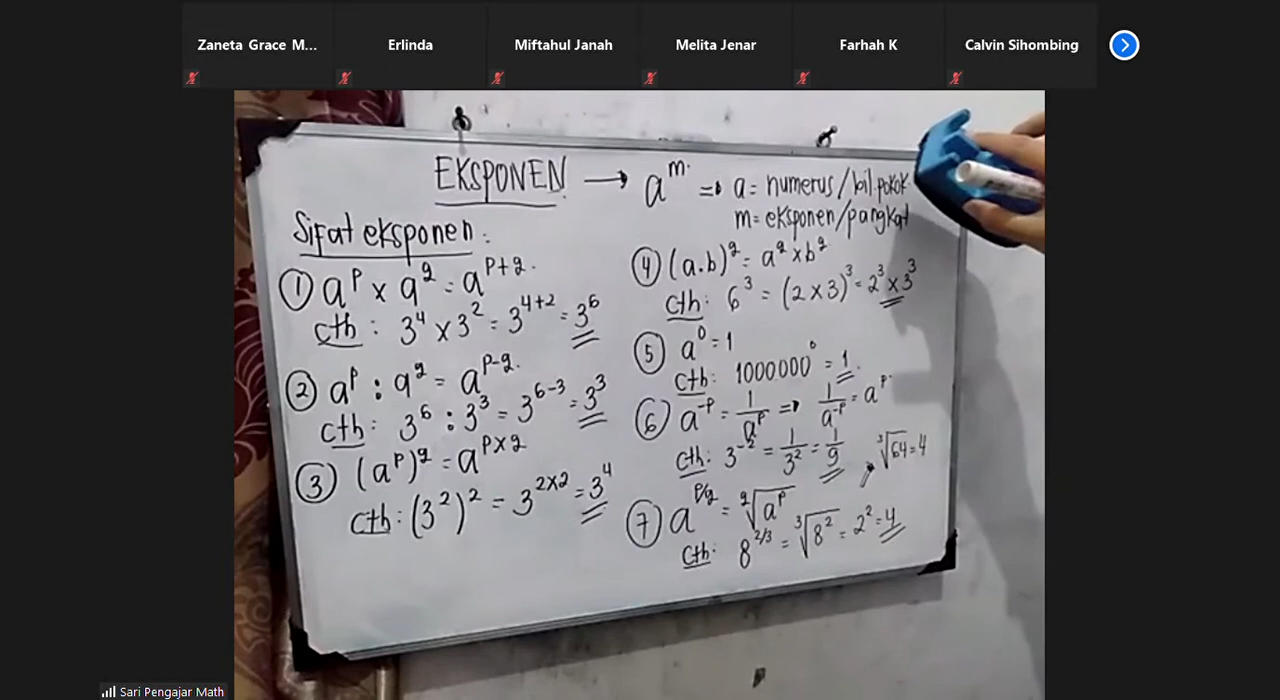 Zaneta Grace M...
Erlinda
Miftahul Janah
Melita Jenar
Farhah K
Calvin Sihombing
EKSPONEN → a^m => a = numerus/bil.pokok
m = eksponen/pangkat
Sifat eksponen :
① a^p x a^q = a^(p+q)
cth : 3^4 x 3^2 = 3^(4+2) = 3^6
② a^p : a^q = a^(p-q)
cth : 3^6 : 3^3 = 3^(6-3) = 3^3
③ (a^p)^q = a^(p x q)
cth : (3^2)^2 = 3^(2x2) = 3^4
④ (a.b)^q = a^q x b^q
cth : 6^3 = (2 x 3)^3 = 2^3 x 3^3
⑤ a^0 = 1
cth : 1000.000^0 = 1
⑥ a^-p = 1/a^p => 1/a^-p = a^p
cth : 3^-2 = 1/3^2 = 1/9
∛64 = 4
⑦ a^(p/q) = q√(a^p)
cth : 8^(2/3) = ∛(8^2) = 2^2 = 4
Sari Pengajar Math